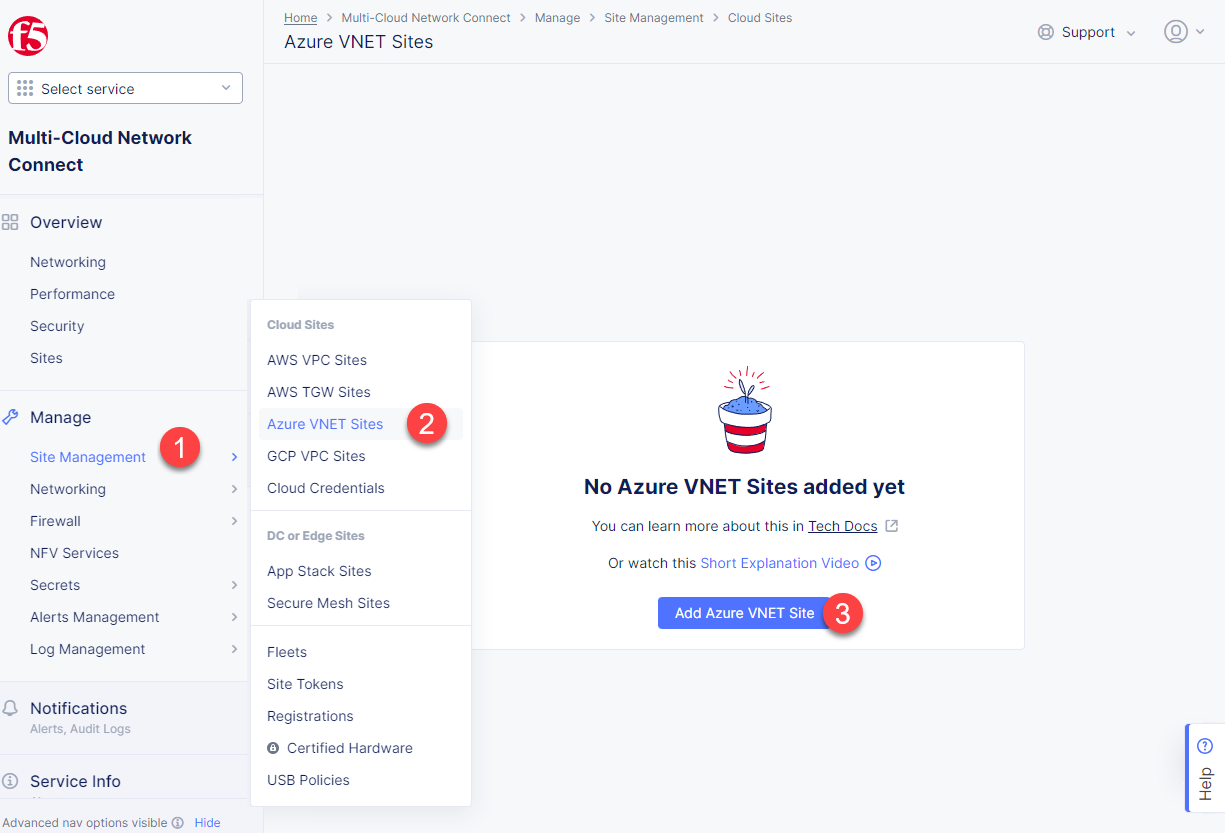 f5
Select service
Multi-Cloud Network
Connect
Overview
Networking
Performance
Security
Sites
Manage
Site Management
1
Networking
Firewall
NFV Services
Secrets
Alerts Management
Log Management
Notifications
Alerts, Audit Logs
Service Info
Advanced nav options visible Hide
Home > Multi-Cloud Network Connect > Manage > Site Management > Cloud Sites
Azure VNET Sites
Support
Cloud Sites
AWS VPC Sites
AWS TGW Sites
Azure VNET Sites
2
GCP VPC Sites
Cloud Credentials
DC or Edge Sites
App Stack Sites
Secure Mesh Sites
Fleets
Site Tokens
Registrations
Certified Hardware
USB Policies
No Azure VNET Sites added yet
You can learn more about this in Tech Docs
Or watch this Short Explanation Video
Add Azure VNET Site
3
Help